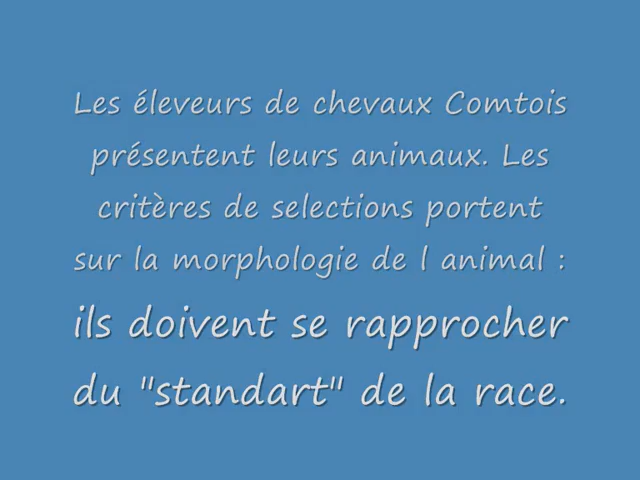 Les éleveurs de chevaux Comtois
présentent leurs animaux. Les
critères de selections portent
sur la morphologie de l animal :
ils doivent se rapprocher
du "standart" de la race.